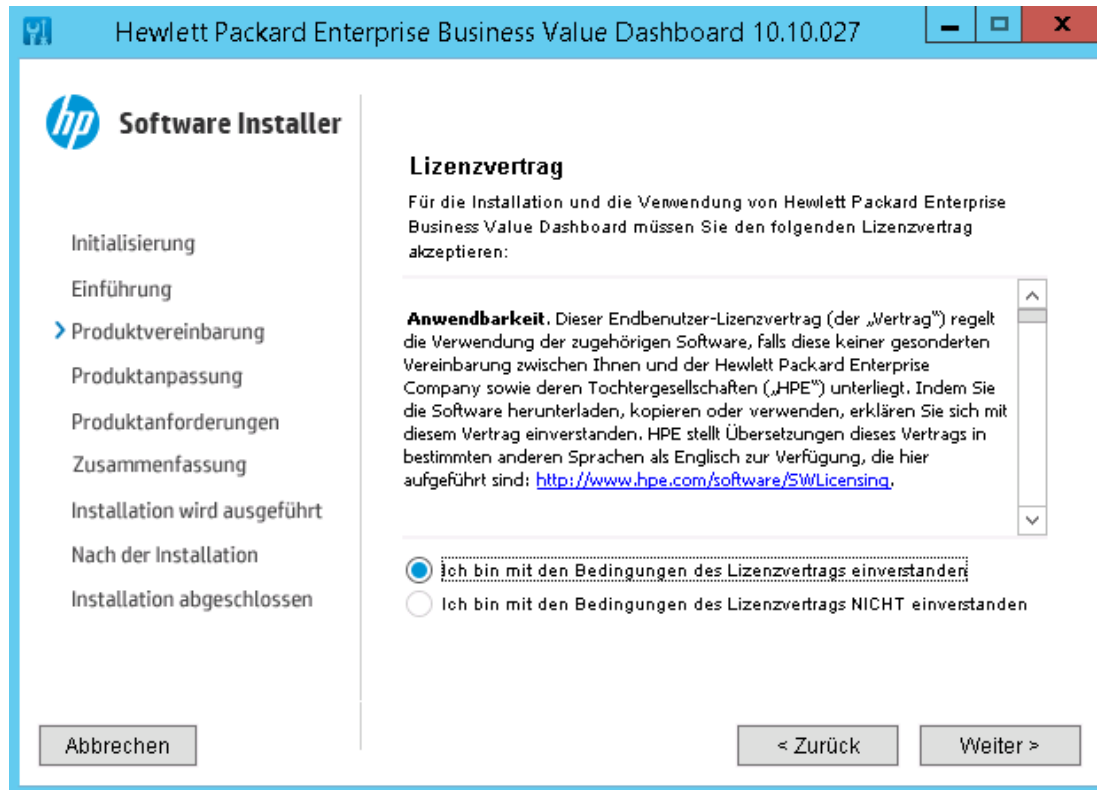 Hewlett Packard Enterprise Business Value Dashboard 10.10.027
hp
Software Installer
Initialisierung
Einführung
Produktvereinbarung
Produktanpassung
Produktanforderungen
Zusammenfassung
Installation wird ausgeführt
Nach der Installation
Installation abgeschlossen
Lizenzvertrag
Für die Installation und die Verwendung von Hewlett Packard Enterprise
Business Value Dashboard müssen Sie den folgenden Lizenzvertrag
akzeptieren:
Anwendbarkeit. Dieser Endbenutzer-Lizenzvertrag (der „Vertrag”) regelt
die Verwendung der zugehörigen Software, falls diese keiner gesonderten
Vereinbarung zwischen Ihnen und der Hewlett Packard Enterprise
Company sowie deren Tochtergesellschaften („HPE”) unterliegt. Indem Sie
die Software herunterladen, kopieren oder verwenden, erklären Sie sich mit
diesem Vertrag einverstanden. HPE stellt Übersetzungen dieses Vertrags in
bestimmten anderen Sprachen als Englisch zur Verfügung, die hier
aufgeführt sind: http://www.hpe.com/software/SWLicensing.
Ich bin mit den Bedingungen des Lizenzvertrags einverstanden
Ich bin mit den Bedingungen des Lizenzvertrags NICHT einverstanden
Abbrechen
< Zurück
Weiter >